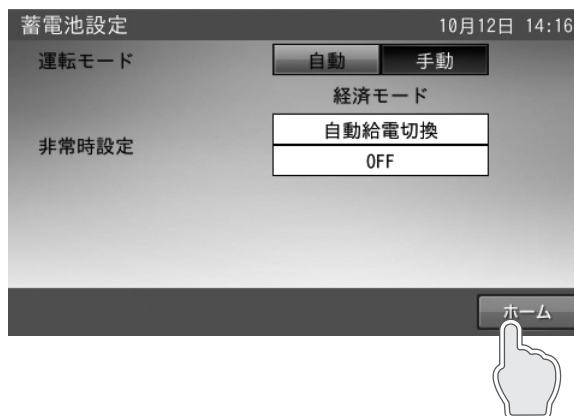 蓄電池設定 10月12日 14:16
運転モード 自動 手動
経済モード
非常時設定 自動給電切換
OFF
ホーム